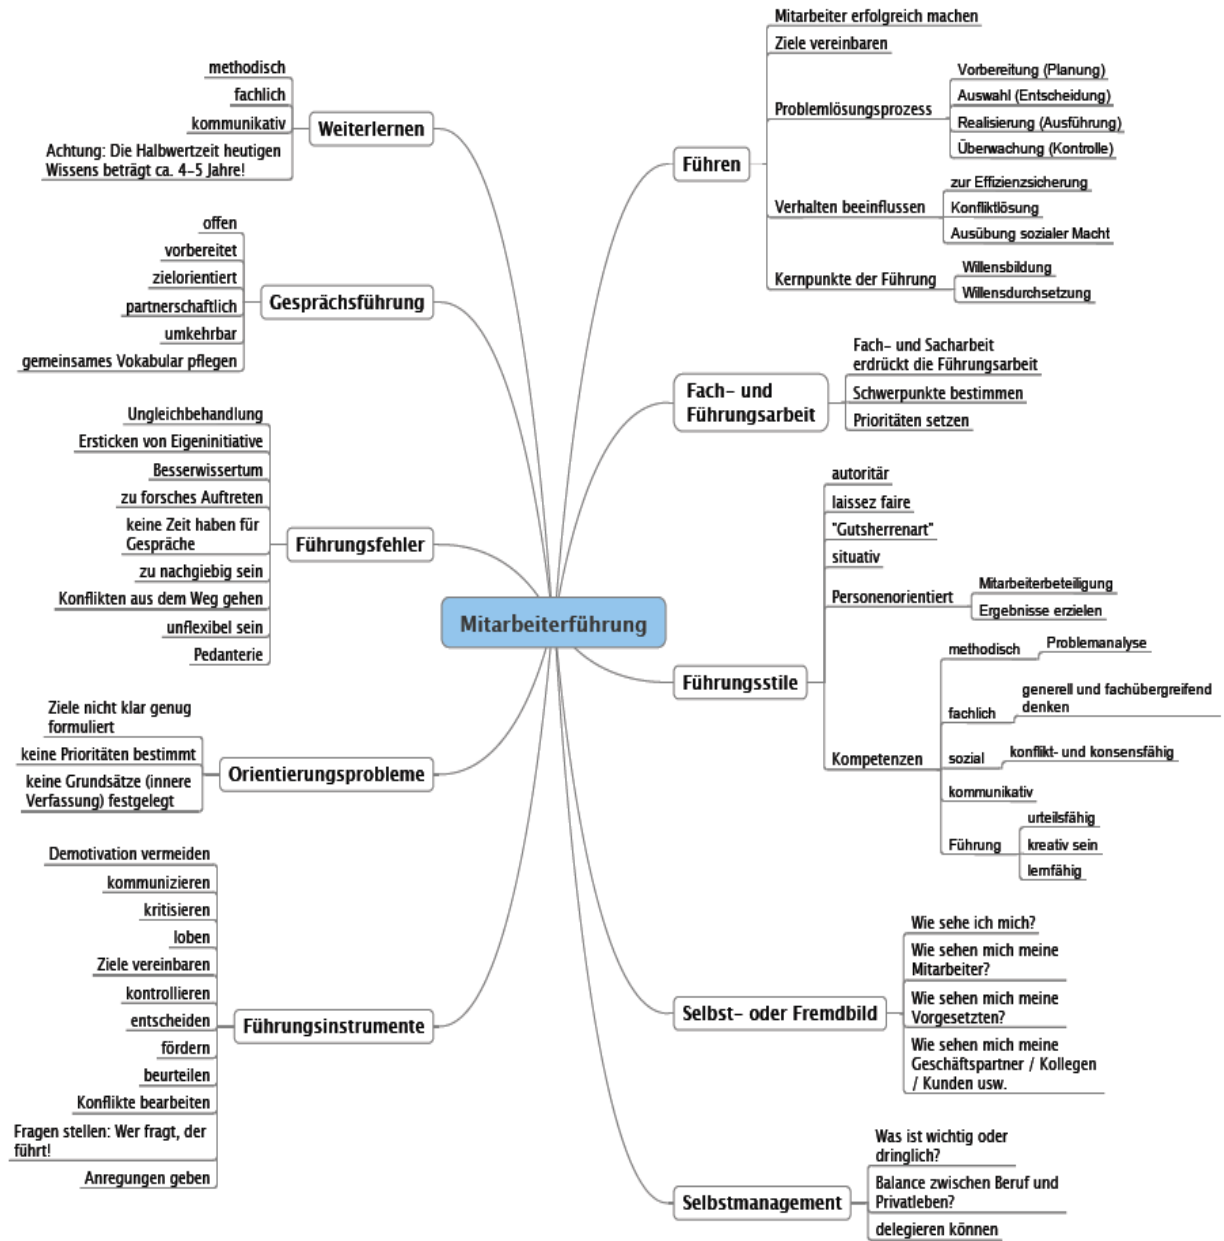 Mitarbeiterführung
Führen
Mitarbeiter erfolgreich machen
Ziele vereinbaren
Problemlösungsprozess
Vorbereitung (Planung)
Auswahl (Entscheidung)
Realisierung (Ausführung)
Überwachung (Kontrolle)
Verhalten beeinflussen
zur Effizienzsicherung
Konfliktlösung
Ausübung sozialer Macht
Kernpunkte der Führung
Willensbildung
Willensdurchsetzung
Fach- und
Führungsarbeit
Fach- und Sacharbeit
erdrückt die Führungsarbeit
Schwerpunkte bestimmen
Prioritäten setzen
Führungsstile
autoritär
laissez faire
"Gutsherrenart"
situativ
Personenorientiert
Mitarbeiterbeteiligung
Ergebnisse erzielen
Kompetenzen
methodisch
Problemanalyse
fachlich
generell und fachübergreifend
denken
sozial
konflikt- und konsensfähig
kommunikativ
Führung
urteilsfähig
kreativ sein
lernfähig
Selbst- oder Fremdbild
Wie sehe ich mich?
Wie sehen mich meine
Mitarbeiter?
Wie sehen mich meine
Vorgesetzten?
Wie sehen mich meine
Geschäftspartner / Kollegen
/ Kunden usw.
Selbstmanagement
Was ist wichtig oder
dringlich?
Balance zwischen Beruf und
Privatleben?
delegieren können
Weiterlernen
methodisch
fachlich
kommunikativ
Achtung: Die Halbwertzeit heutigen
Wissens beträgt ca. 4-5 Jahre!
Gesprächsführung
offen
vorbereitet
zielorientiert
partnerschaftlich
umkehrbar
gemeinsames Vokabular pflegen
Führungsfehler
Ungleichbehandlung
Ersticken von Eigeninitiative
Besserwissertum
zu forsches Auftreten
keine Zeit haben für
Gespräche
zu nachgiebig sein
Konflikten aus dem Weg gehen
unflexibel sein
Pedanterie
Orientierungsprobleme
Ziele nicht klar genug
formuliert
keine Prioritäten bestimmt
keine Grundsätze (innere
Verfassung) festgelegt
Führungsinstrumente
Demotivation vermeiden
kommunizieren
kritisieren
loben
Ziele vereinbaren
kontrollieren
entscheiden
fördern
beurteilen
Konflikte bearbeiten
Fragen stellen: Wer fragt, der
führt!
Anregungen geben